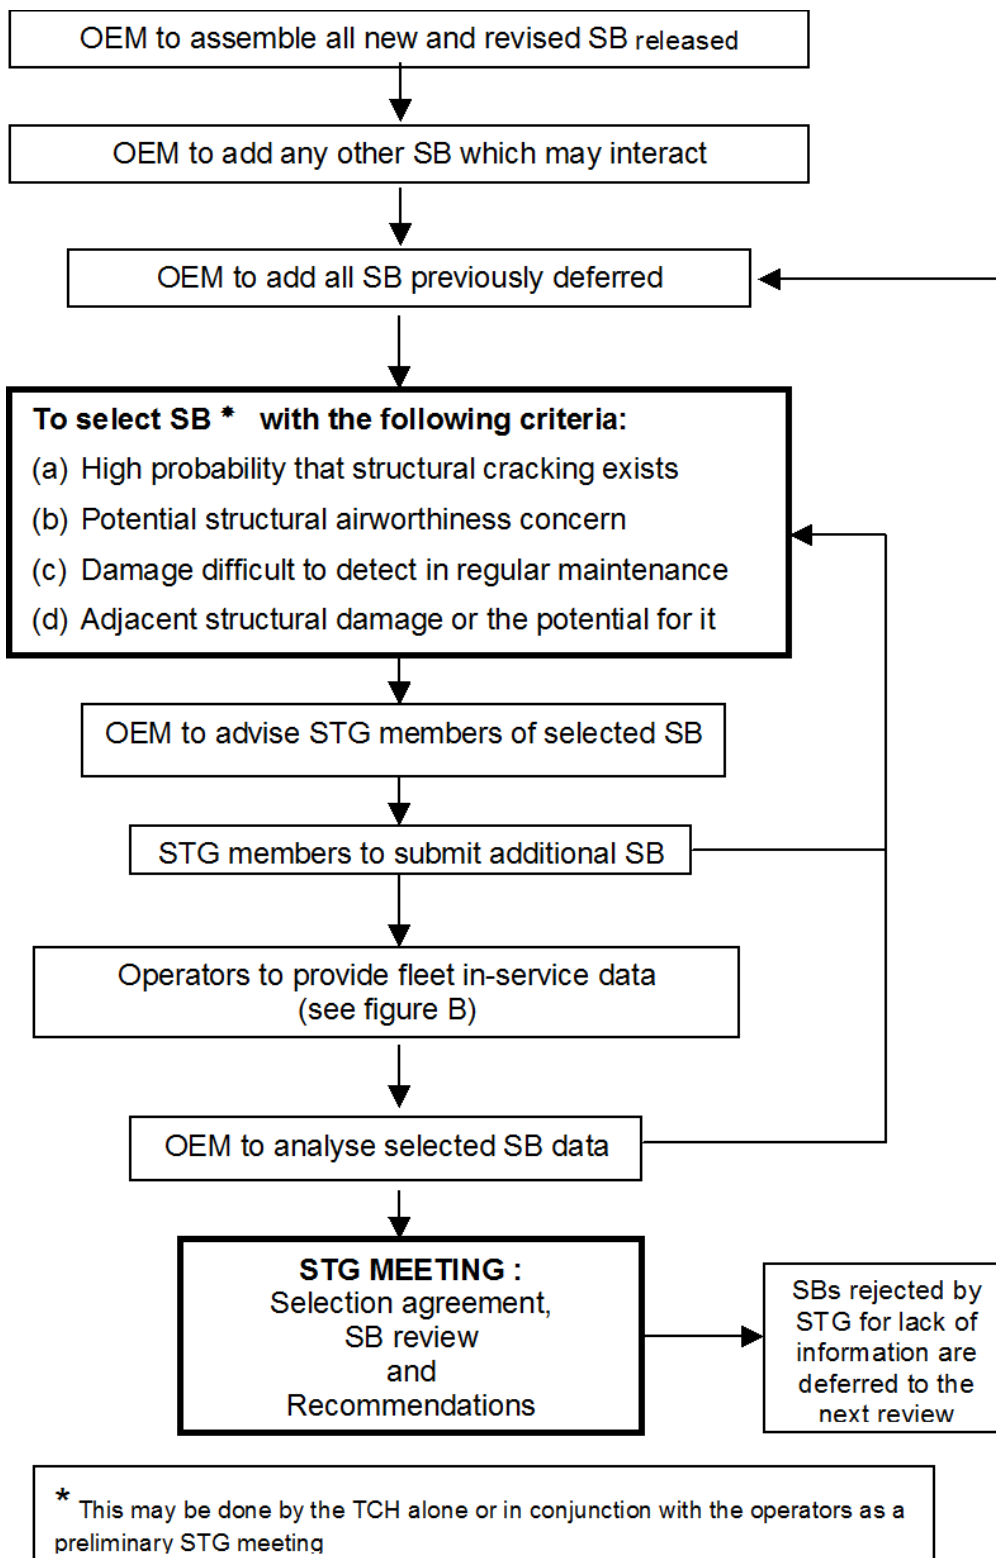 OEM to assemble all new and revised SB released
OEM to add any other SB which may interact
OEM to add all SB previously deferred
To select SB * with the following criteria:
(a) High probability that structural cracking exists
(b) Potential structural airworthiness concern
(c) Damage difficult to detect in regular maintenance
(d) Adjacent structural damage or the potential for it
OEM to advise STG members of selected SB
STG members to submit additional SB
Operators to provide fleet in-service data
(see figure B)
OEM to analyse selected SB data
STG MEETING :
Selection agreement,
SB review
and
Recommendations
SBs rejected by
STG for lack of
information are
deferred to the
next review
* This may be done by the TCH alone or in conjunction with the operators as a
preliminary STG meeting